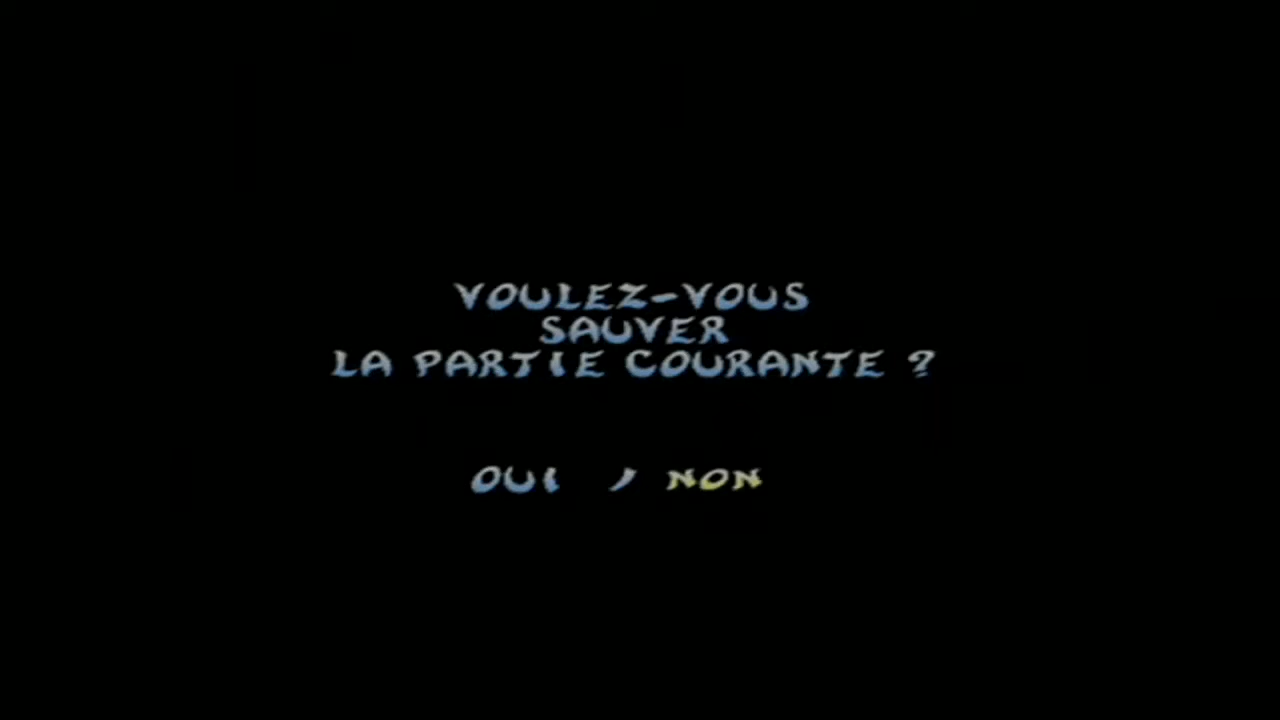 VOULEZ-VOUS
SAUVER
LA PARTIE COURANTE ?
OUI / NON